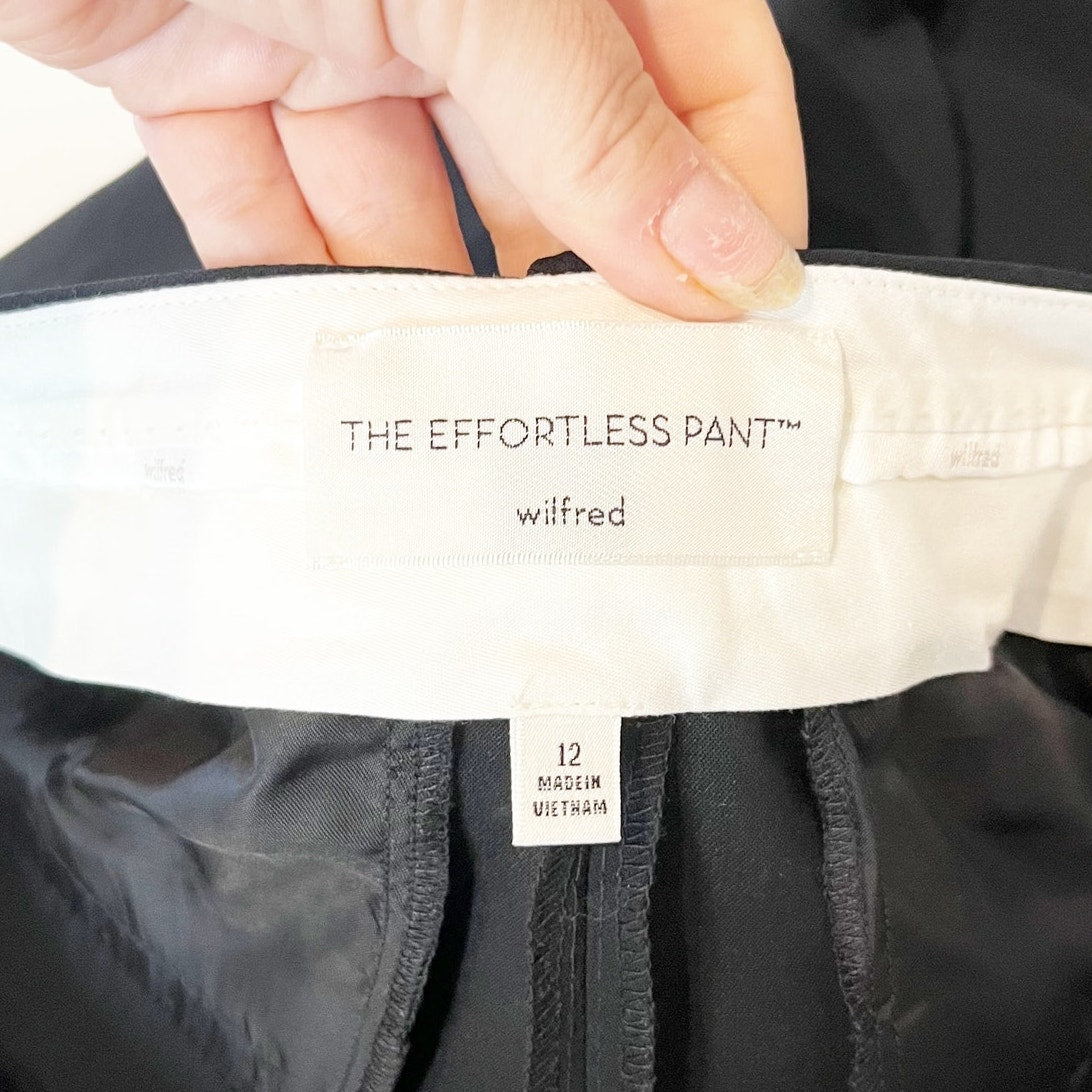 THE EFFORTLESS PANT™
wilfred
wilfred
wilfred
12
MADE IN
VIETNAM